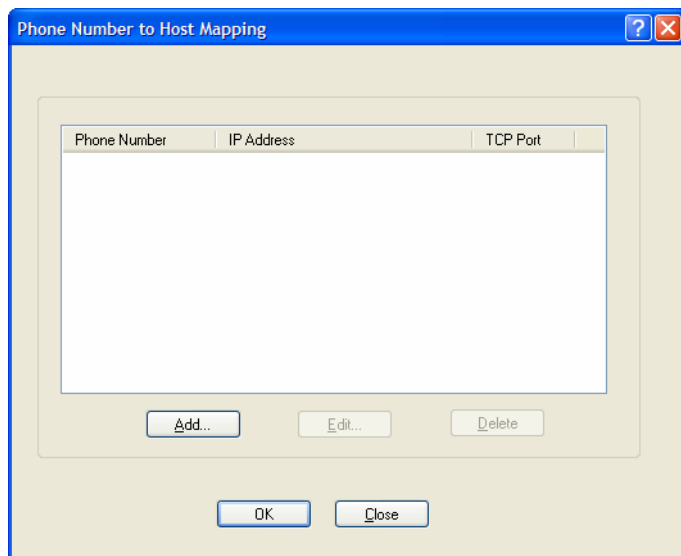 Phone Number to Host Mapping ?
Phone Number IP Address TCP Port
Add... Edit... Delete
OK Close